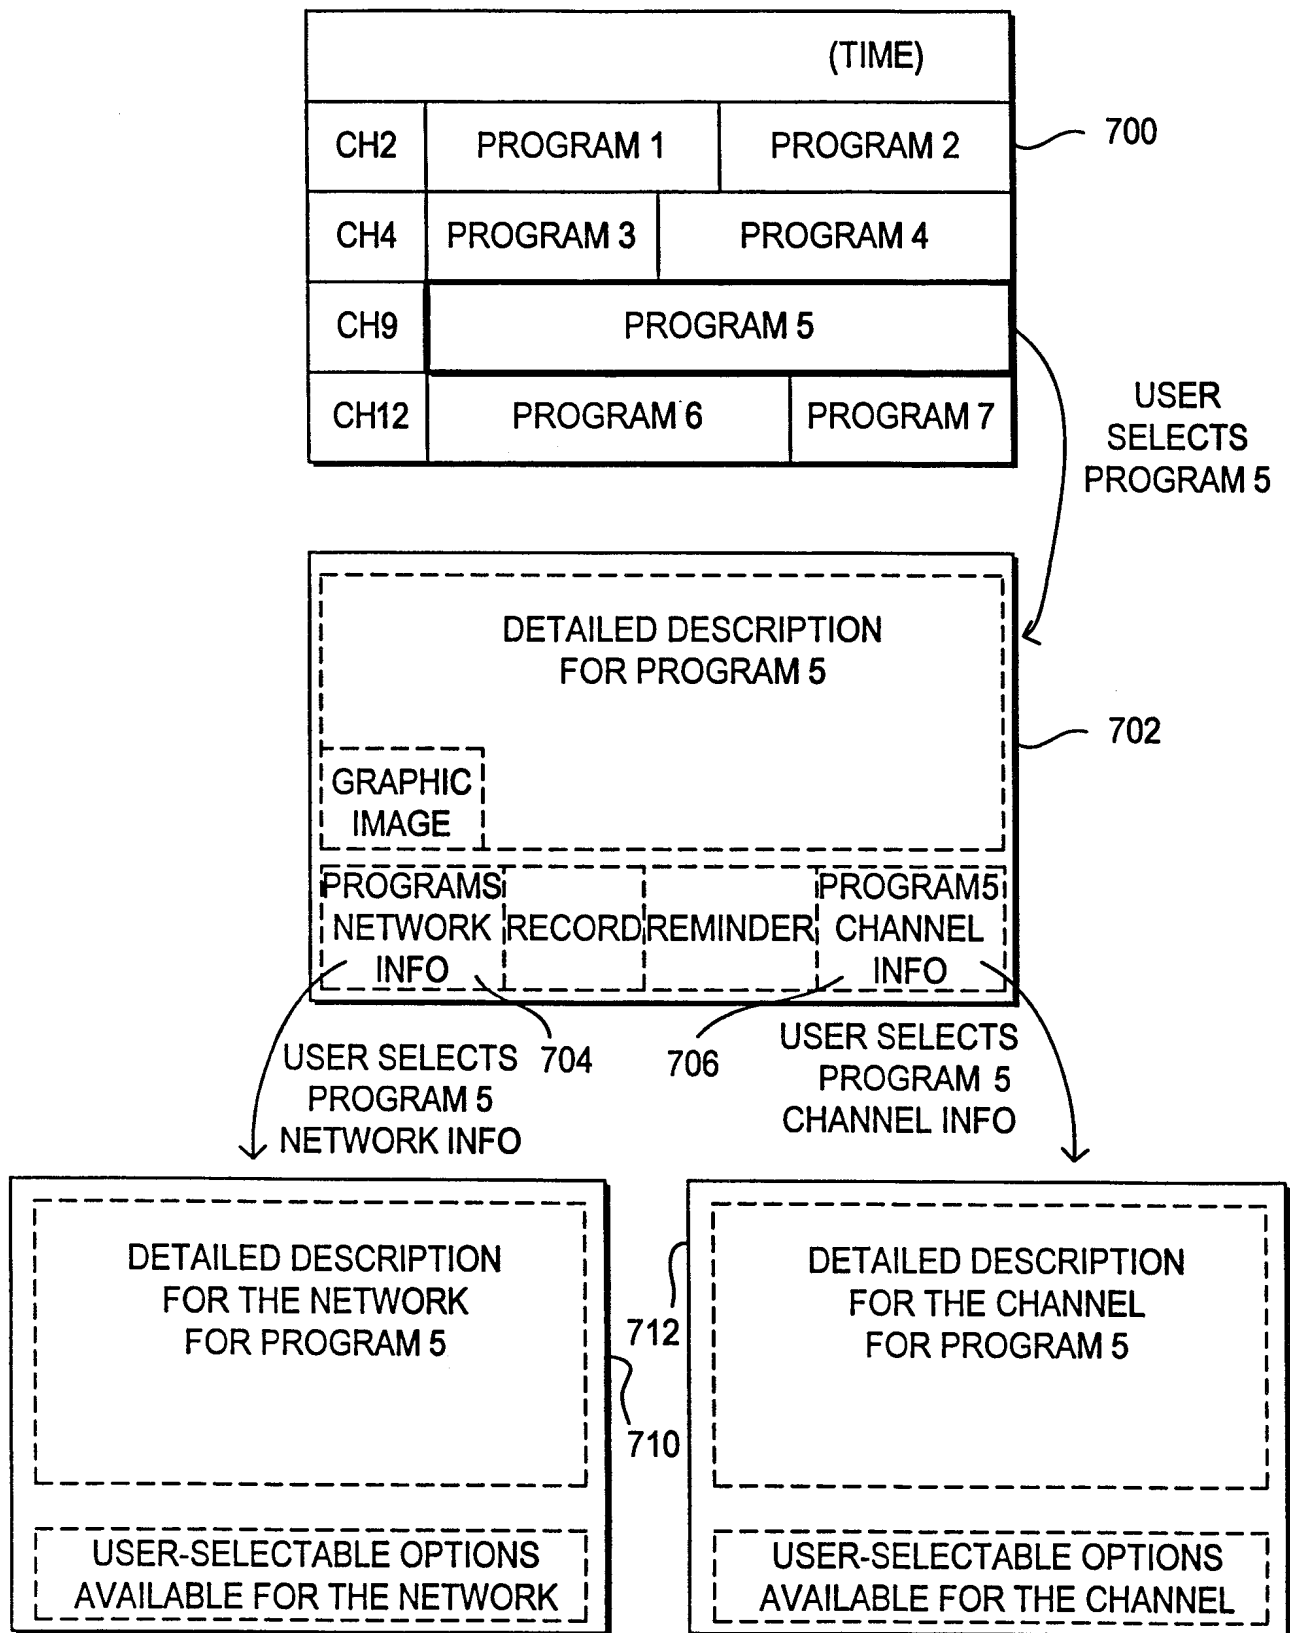 (TIME)
CH2 PROGRAM 1 PROGRAM 2
700
CH4 PROGRAM 3 PROGRAM 4
CH9 PROGRAM 5
CH12 PROGRAM 6 PROGRAM 7
USER
SELECTS
PROGRAM 5
DETAILED DESCRIPTION
FOR PROGRAM 5
702
GRAPHIC
IMAGE
PROGRAMS
NETWORK
INFO
RECORD
REMINDER
PROGRAM5
CHANNEL
INFO
704
706
USER SELECTS
PROGRAM 5
NETWORK INFO
USER SELECTS
PROGRAM 5
CHANNEL INFO
DETAILED DESCRIPTION
FOR THE NETWORK
FOR PROGRAM 5
710
USER-SELECTABLE OPTIONS
AVAILABLE FOR THE NETWORK
712
DETAILED DESCRIPTION
FOR THE CHANNEL
FOR PROGRAM 5
USER-SELECTABLE OPTIONS
AVAILABLE FOR THE CHANNEL